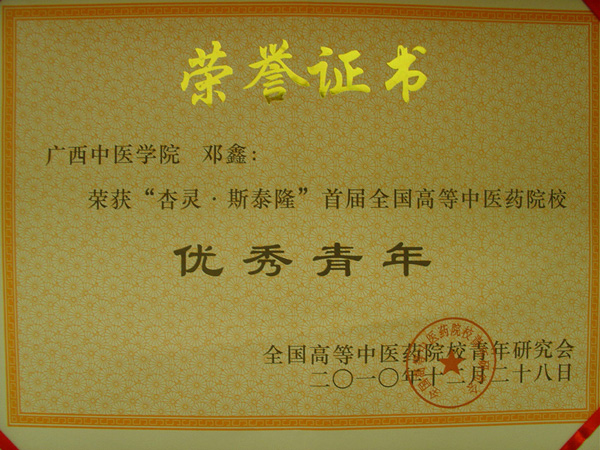 荣誉证书
广西中医学院 邓鑫：
荣获“杏灵·斯泰隆”首届全国高等中医药院校
优秀青年
全国高等中医药院校青年研究会
二〇一〇年十二月二十八日